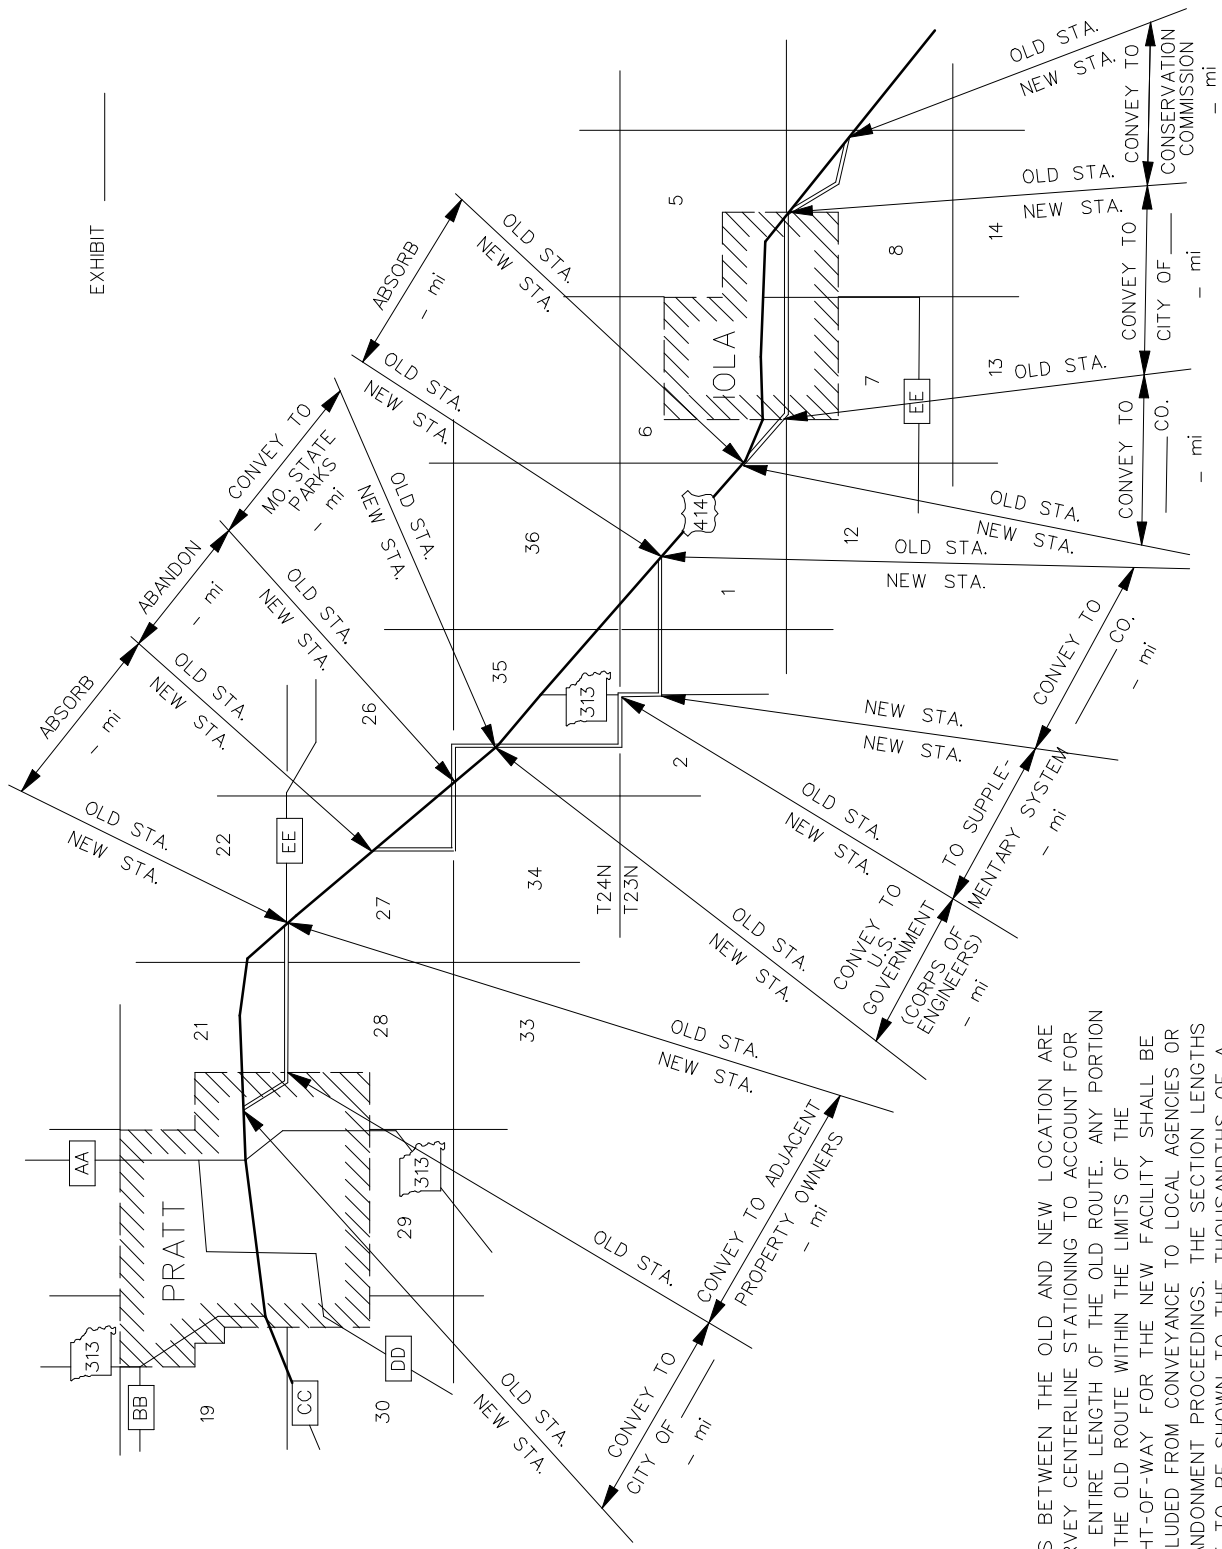 EXHIBIT
ABSORB
_ mi
ABANDON
_ mi
CONVEY TO
MO. STATE
PARKS
_ mi
ABSORB
_ mi
OLD STA.
NEW STA.
OLD STA.
NEW STA.
OLD STA.
NEW STA.
OLD STA.
NEW STA.
OLD STA.
NEW STA.
OLD STA.
NEW STA.
313
BB
AA
PRATT
19
CC
DD
30
29
313
21
28
33
22
EE
27
34
26
35
36
T24N
T23N
313
2
1
414
12
6
5
IOLA
7
8
EE
13
14
OLD STA.
NEW STA.
OLD STA.
OLD STA.
NEW STA.
OLD STA.
NEW STA.
OLD STA.
NEW STA.
NEW STA.
NEW STA.
OLD STA.
NEW STA.
OLD STA.
NEW STA.
OLD STA.
OLD STA.
NEW STA.
OLD STA.
NEW STA.
CONVEY TO
CITY OF
_ mi
CONVEY TO ADJACENT
PROPERTY OWNERS
_ mi
CONVEY TO
U.S.
GOVERNMENT
(CORPS OF
ENGINEERS)
_ mi
TO SUPPLE-
MENTARY SYSTEM
_ mi
CONVEY TO
CO.
_ mi
CONVEY TO
CO.
_ mi
CONVEY TO
CITY OF
_ mi
CONVEY TO
CONSERVATION
COMMISSION
_ mi
S BETWEEN THE OLD AND NEW LOCATION ARE
RVEY CENTERLINE STATIONING TO ACCOUNT FOR
ENTIRE LENGTH OF THE OLD ROUTE. ANY PORTION
THE OLD ROUTE WITHIN THE LIMITS OF THE
HT-OF-WAY FOR THE NEW FACILITY SHALL BE
LUDED FROM CONVEYANCE TO LOCAL AGENCIES OR
ANDONMENT PROCEEDINGS. THE SECTION LENGTHS
TO BE SHOWN TO THE THOUSANDTHS OF A